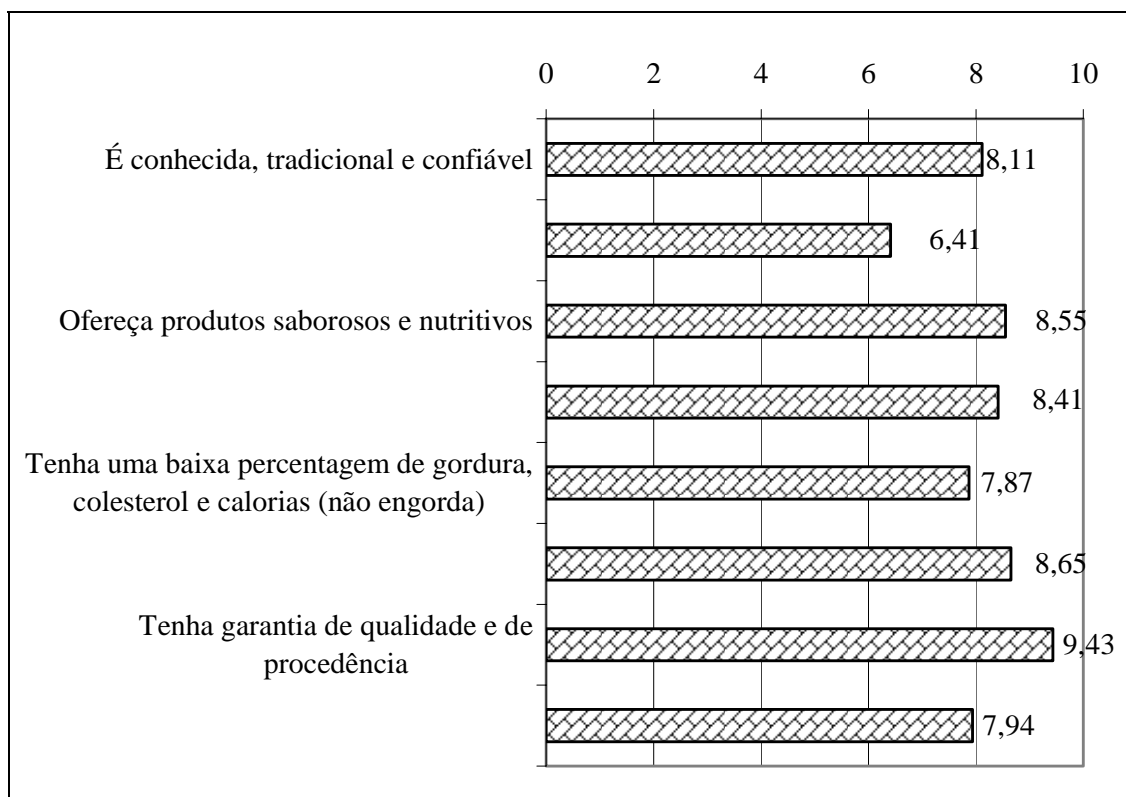 0 2 4 6 8 10
É conhecida, tradicional e confiável
8,11
6,41
Ofereça produtos saborosos e nutritivos
8,55
8,41
Tenha uma baixa percentagem de gordura,
colesterol e calorias (não engorda)
7,87
8,65
Tenha garantia de qualidade e de
procedência
9,43
7,94